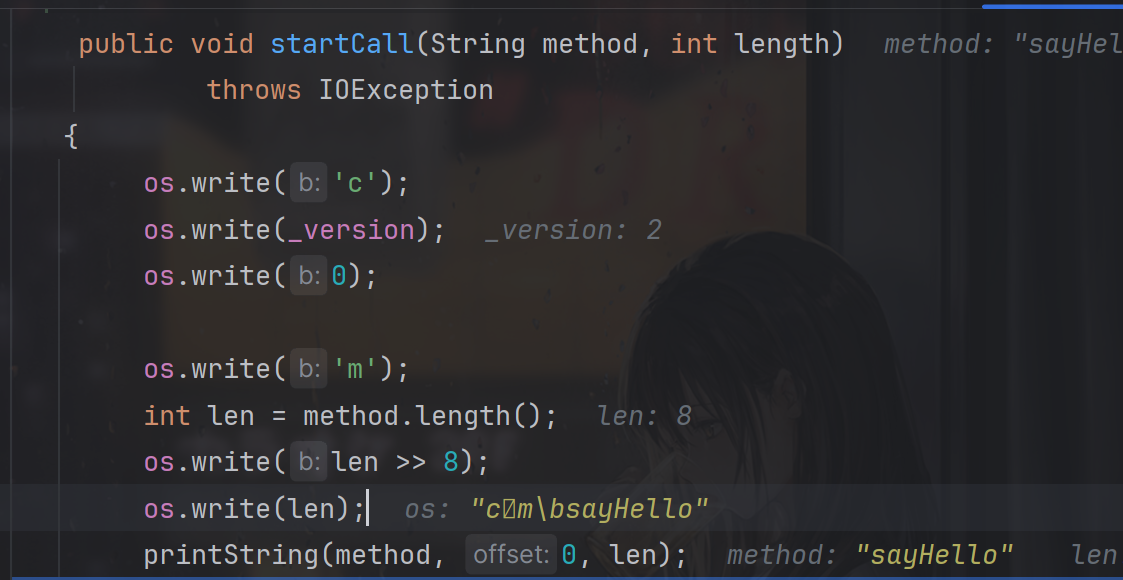 public void startCall(String method, int length)  method: "sayHel
throws IOException
{
os.write( b: 'c');
os.write(_version);  _version: 2
os.write( b: 0);
os.write( b: 'm');
int len = method.length();  len: 8
os.write( b: len >> 8);
os.write(len);  os: "c▯m\bsayHello"
printString(method,  offset: 0, len);  method: "sayHello"  len